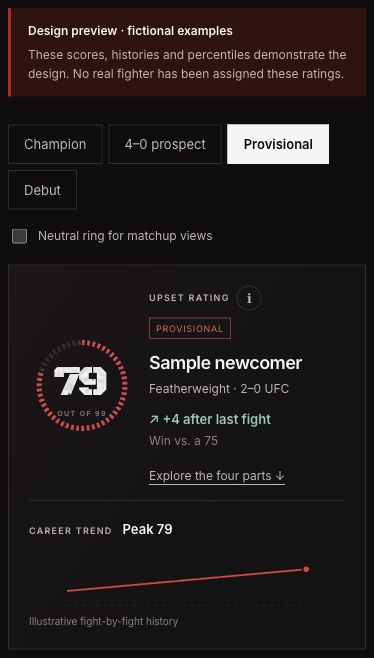 Design preview · fictional examples
These scores, histories and percentiles demonstrate the
design. No real fighter has been assigned these ratings.
Champion
4–0 prospect
Provisional
Debut
Neutral ring for matchup views
UPSET RATING i
PROVISIONAL
Sample newcomer
Featherweight · 2–0 UFC
↗ +4 after last fight
Win vs. a 75
Explore the four parts ↓
79
OUT OF 99
CAREER TREND Peak 79
Illustrative fight-by-fight history